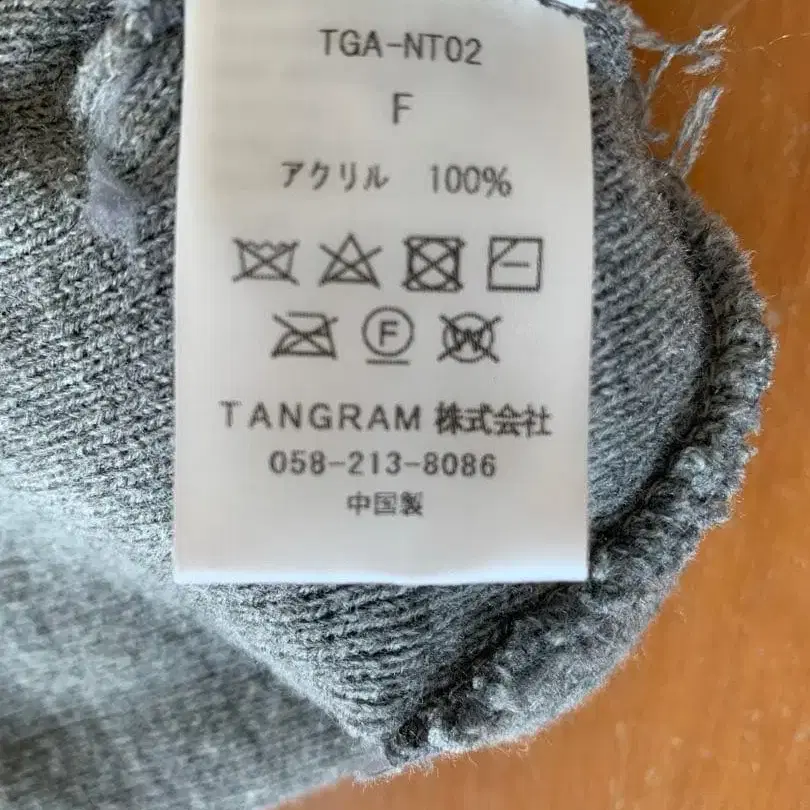 TGA-NT02
F
アクリル 100%
F
W
TANGRAM 株式会社
058-213-8086
中国製